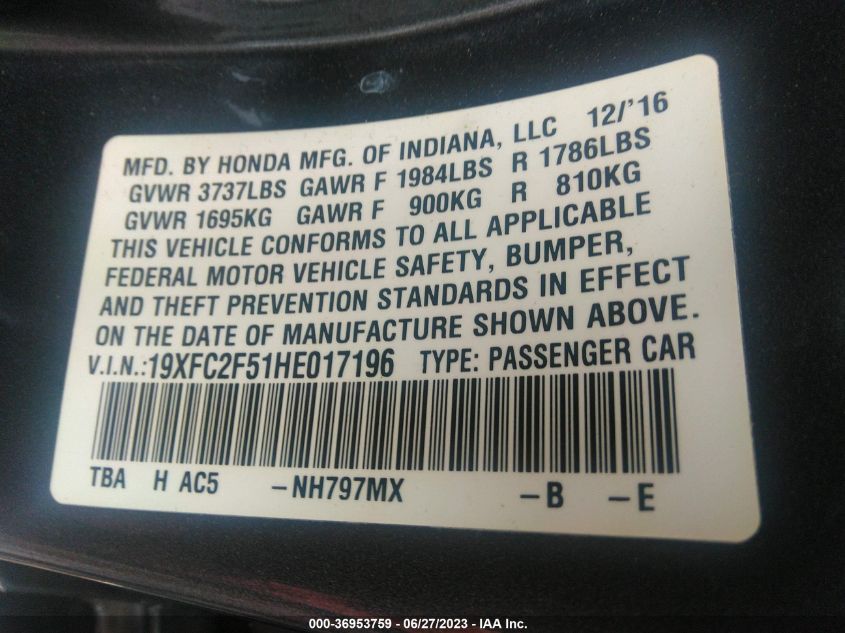 MFD. BY HONDA MFG. OF INDIANA, LLC 12/'16
GVWR 3737LBS GAWR F 1984LBS R 1786LBS
GVWR 1695KG GAWR F 900KG R 810KG
THIS VEHICLE CONFORMS TO ALL APPLICABLE
FEDERAL MOTOR VEHICLE SAFETY, BUMPER,
AND THEFT PREVENTION STANDARDS IN EFFECT
ON THE DATE OF MANUFACTURE SHOWN ABOVE.
V.I.N.:19XFC2F51HE017196 TYPE: PASSENGER CAR
TBA H AC5 -NH797MX -B -E
000-36953759 - 06/27/2023 - IAA Inc.